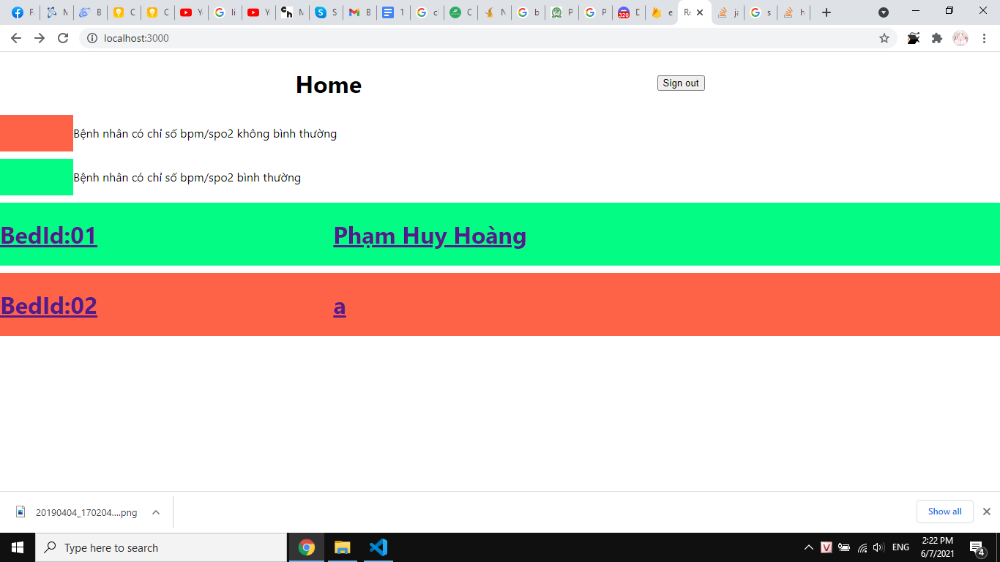 Re
localhost:3000
Home
Sign out
Bệnh nhân có chỉ số bpm/spo2 không bình thường
Bệnh nhân có chỉ số bpm/spo2 bình thường
BedId:01 Phạm Huy Hoàng
BedId:02 a
20190404_170204....png
Show all
Type here to search
ENG
2:22 PM
6/7/2021
4